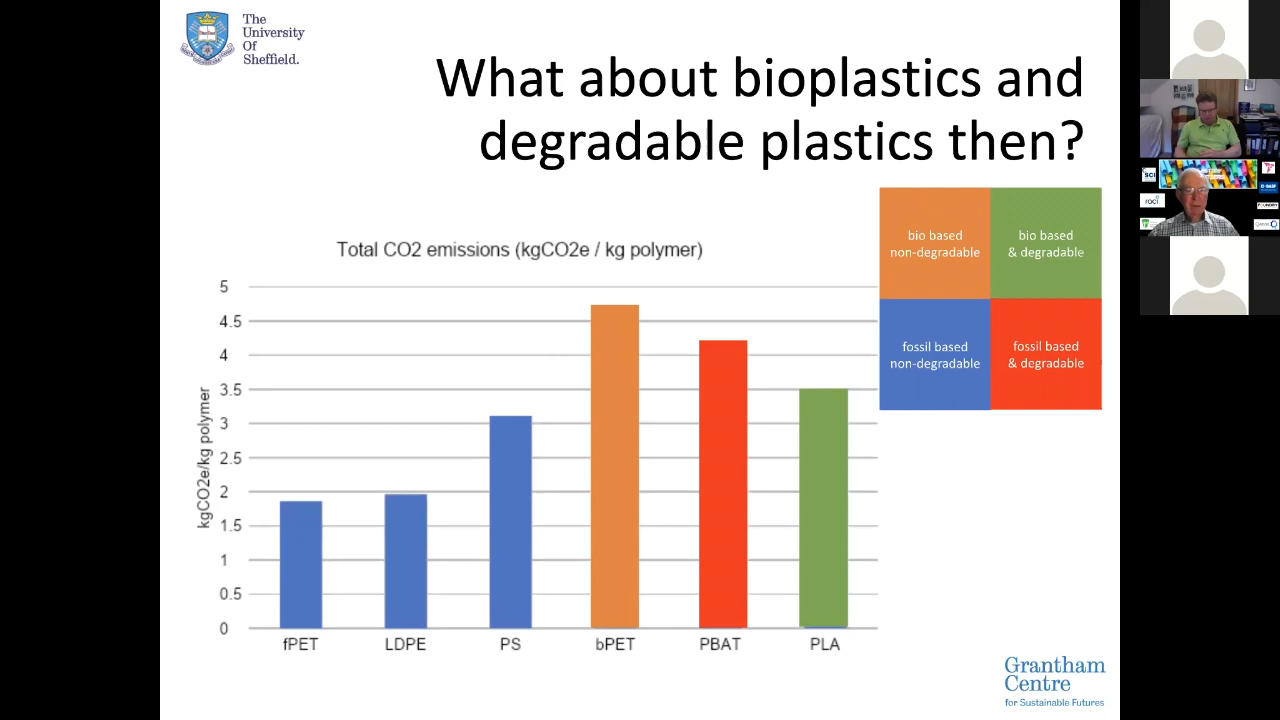 The
University
Of
Sheffield.
What about bioplastics and
degradable plastics then?
Total CO2 emissions (kgCO2e / kg polymer)
kgCO2e/kg polymer
5
4.5
4
3.5
3
2.5
2
1.5
1
0.5
0
fPET
LDPE
PS
bPET
PBAT
PLA
bio based
non-degradable
bio based
& degradable
fossil based
non-degradable
fossil based
& degradable
Grantham
Centre
for Sustainable Futures
SCI
raci
BASF